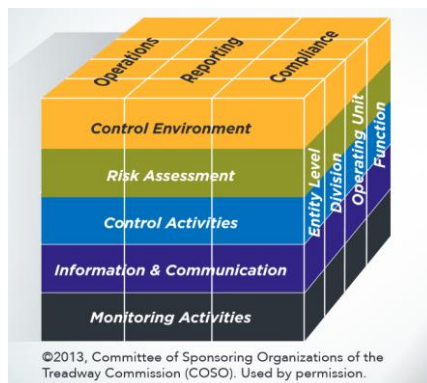 Operations
Reporting
Compliance
Control Environment
Risk Assessment
Control Activities
Information & Communication
Monitoring Activities
Entity Level
Division
Operating Unit
Function
©2013, Committee of Sponsoring Organizations of the
Treadway Commission (COSO). Used by permission.